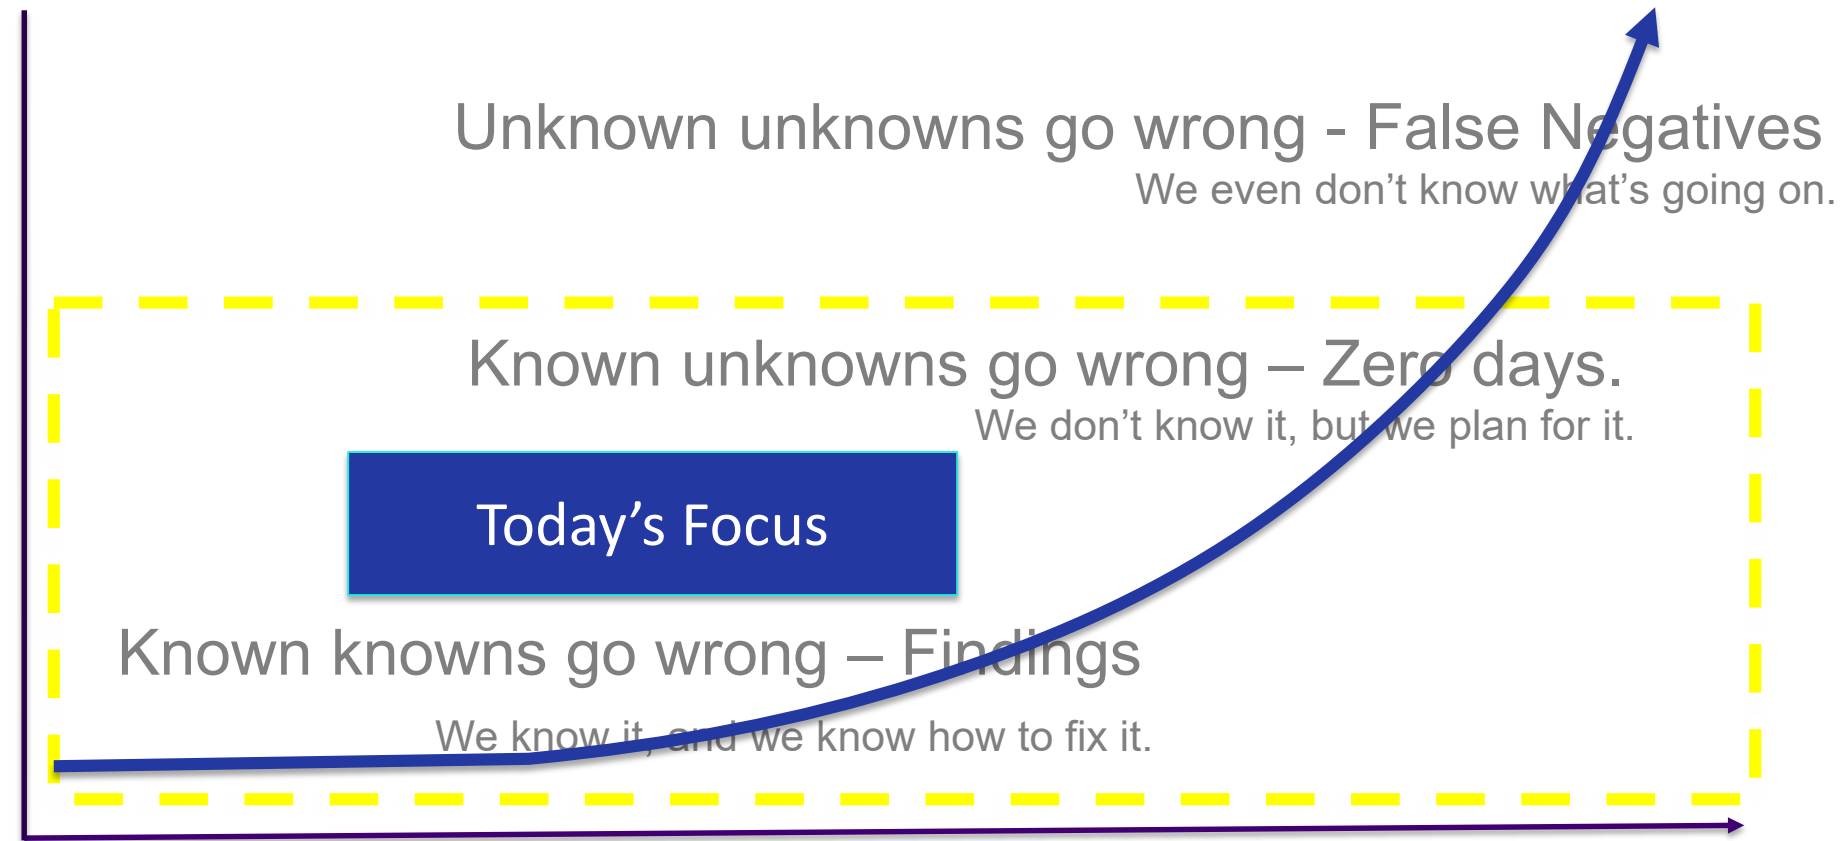 Unknown unknowns go wrong - False Negatives
We even don’t know what’s going on.
Known unknowns go wrong – Zero days.
We don’t know it, but we plan for it.
Today’s Focus
Known knowns go wrong – Findings
We know it, and we know how to fix it.